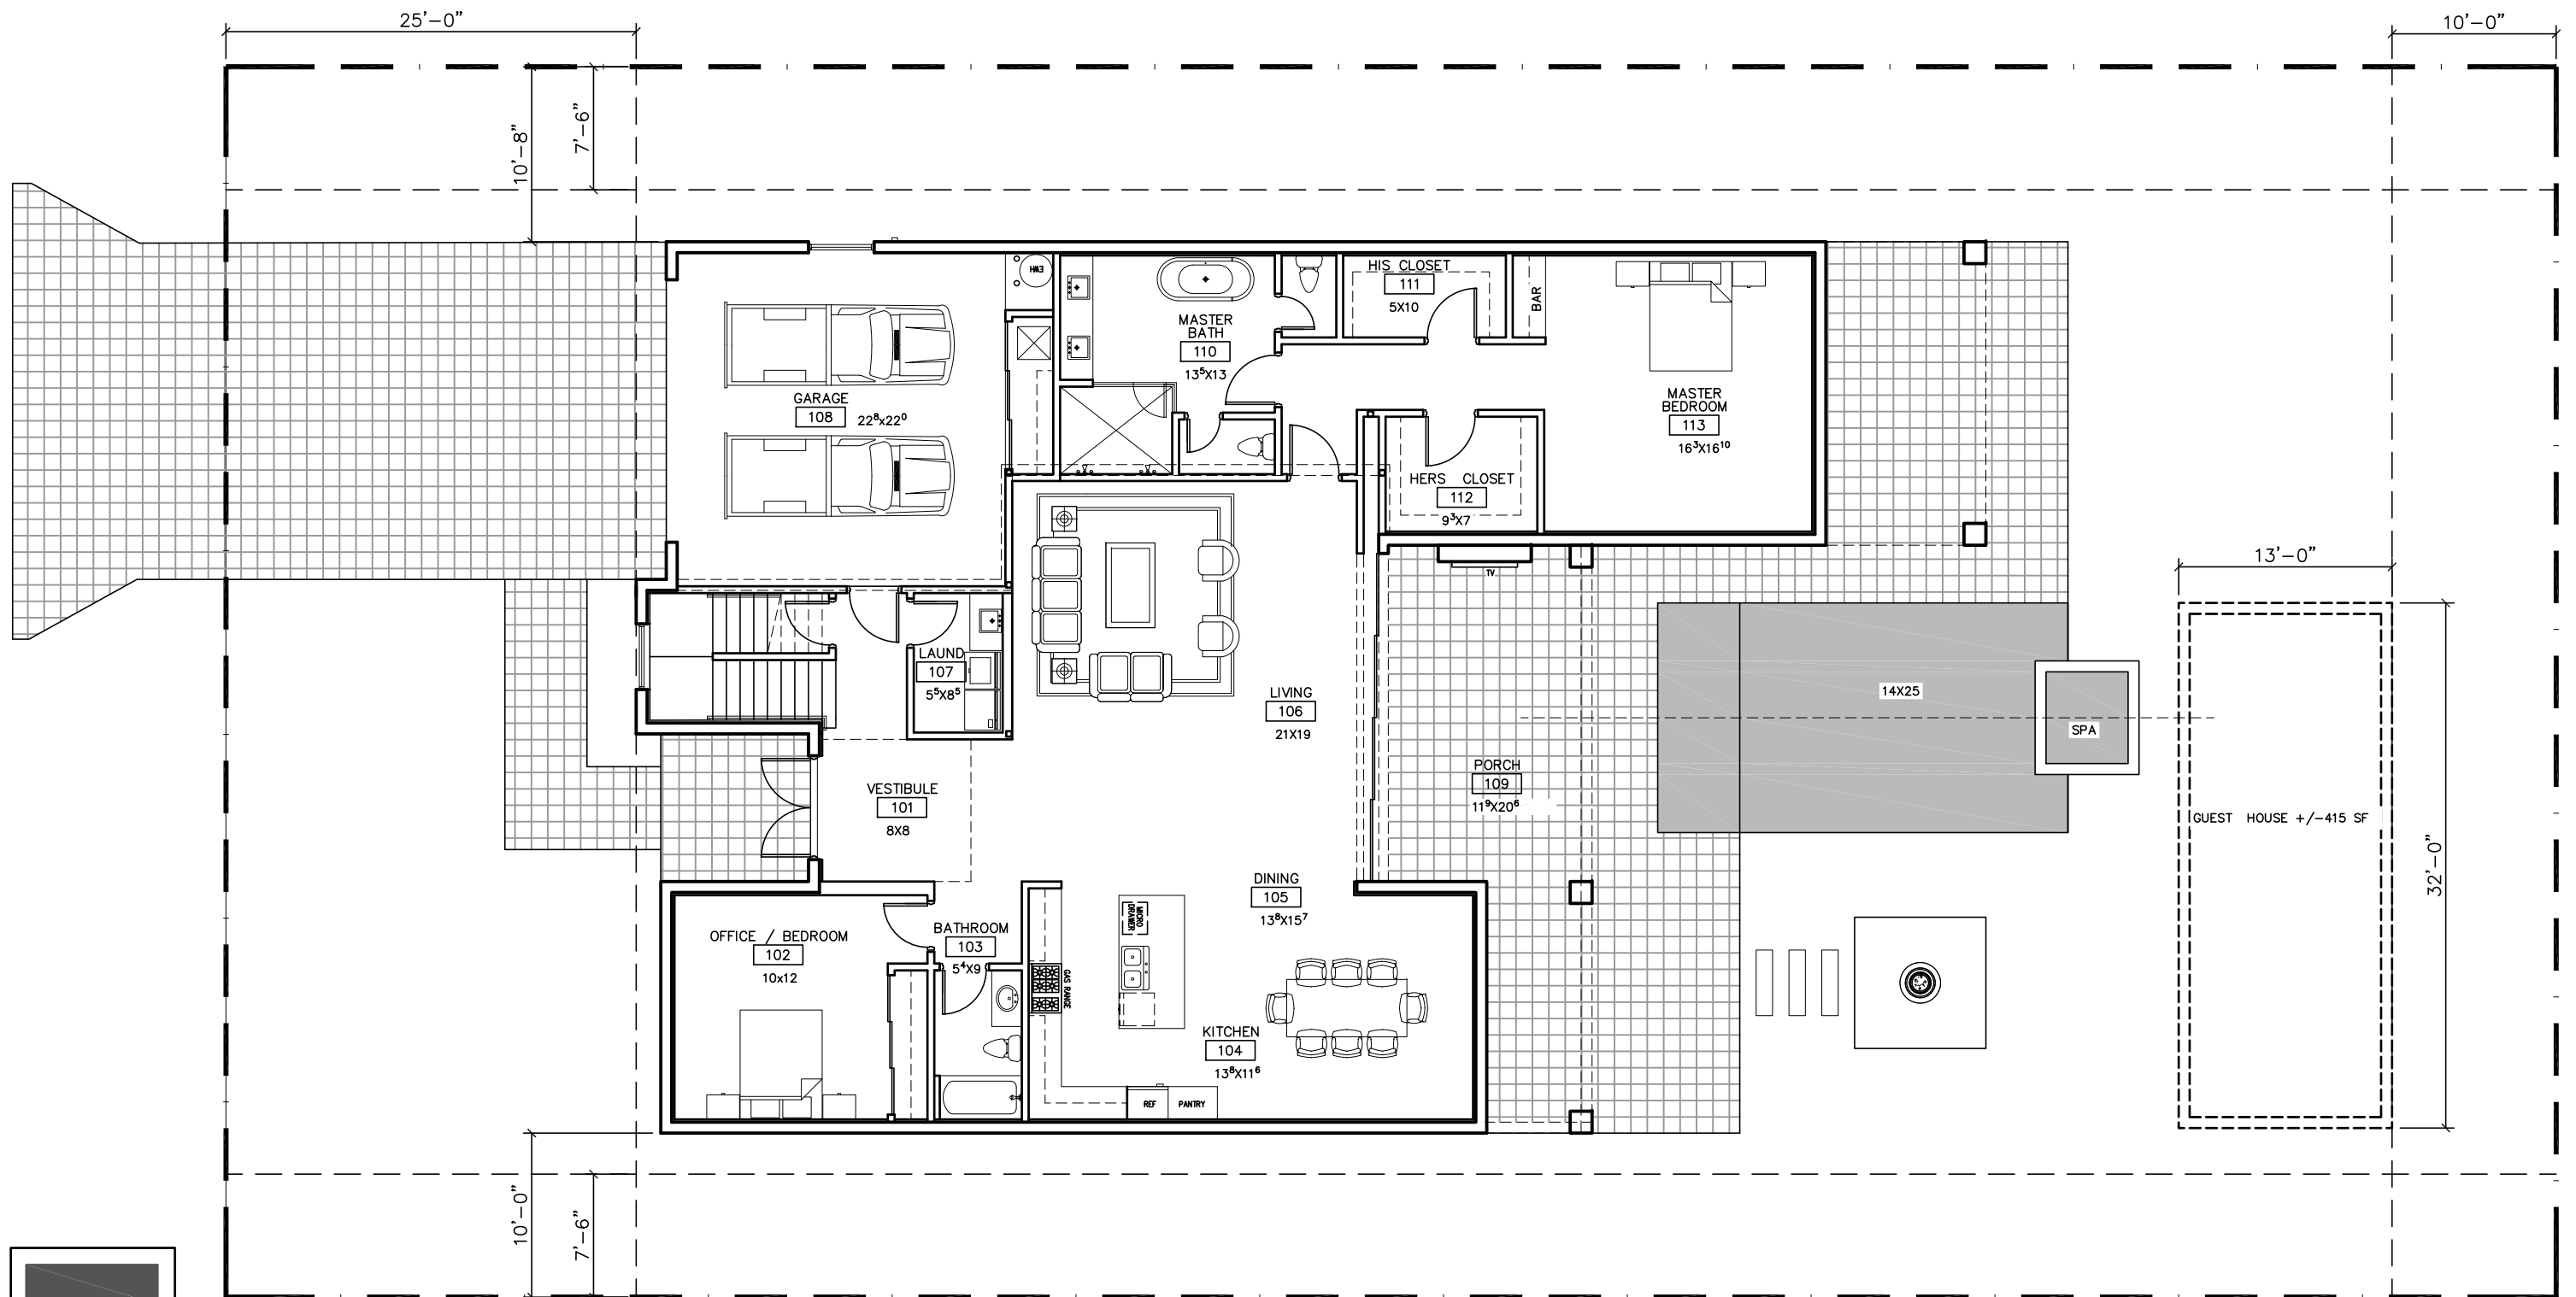 25'-0"
10'-0"
10'-8"
7'-6"
EWH
HIS CLOSET
111
5X10
BAR
MASTER
BATH
110
13⁵X13
GARAGE
108
22⁸x22⁰
MASTER
BEDROOM
113
16³X16¹⁰
HERS CLOSET
112
9³X7
13'-0"
TV
LAUND
107
5⁵X8⁵
LIVING
106
21X19
14X25
SPA
PORCH
109
11⁹X20⁶
VESTIBULE
101
8X8
GUEST HOUSE +/-415 SF
32'-0"
DINING
105
13⁸X15⁷
MICRO
DRAWER
OFFICE / BEDROOM
102
10x12
BATHROOM
103
5⁴X9
GAS RANGE
KITCHEN
104
13⁸X11⁶
REF
PANTRY
10'-0"
7'-6"